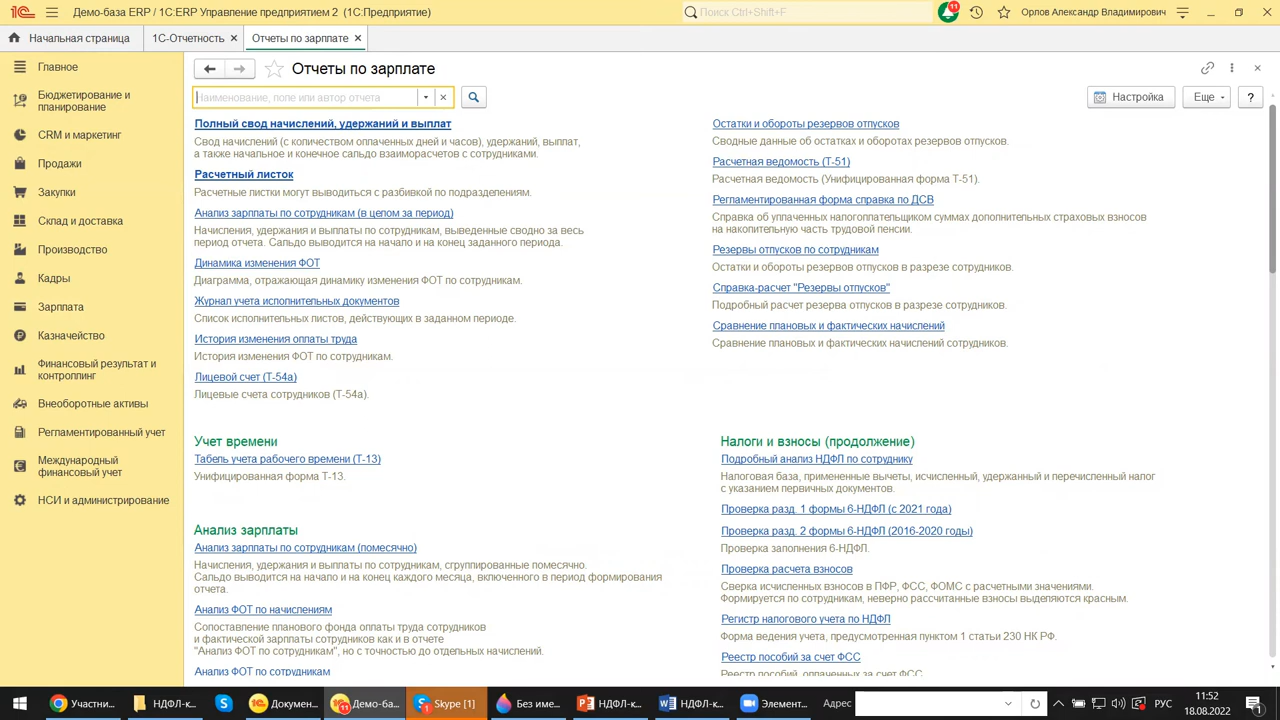 Демо-база ERP / 1С:ERP Управление предприятием 2 (1С:Предприятие)
Поиск Ctrl+Shift+F
11
Орлов Александр Владимирович
Начальная страница
1С-Отчетность
Отчеты по зарплате
Главное
Бюджетирование и
планирование
CRM и маркетинг
Продажи
Закупки
Склад и доставка
Производство
Кадры
Зарплата
Казначейство
Финансовый результат и
контроллинг
Внеоборотные активы
Регламентированный учет
Международный
финансовый учет
НСИ и администрирование
Отчеты по зарплате
Наименование, поле или автор отчета
Настройка
Еще
?
Полный свод начислений, удержаний и выплат
Свод начислений (с количеством оплаченных дней и часов), удержаний, выплат,
а также начальное и конечное сальдо взаиморасчетов с сотрудниками.
Расчетный листок
Расчетные листки могут выводиться с разбивкой по подразделениям.
Анализ зарплаты по сотрудникам (в целом за период)
Начисления, удержания и выплаты по сотрудникам, выведенные сводно за весь
период отчета. Сальдо выводится на начало и на конец заданного периода.
Динамика изменения ФОТ
Диаграмма, отражающая динамику изменения ФОТ по сотрудникам.
Журнал учета исполнительных документов
Список исполнительных листов, действующих в заданном периоде.
История изменения оплаты труда
История изменения ФОТ по сотрудникам.
Лицевой счет (Т-54а)
Лицевые счета сотрудников (Т-54а).
Остатки и обороты резервов отпусков
Сводные данные об остатках и оборотах резервов отпусков.
Расчетная ведомость (Т-51)
Расчетная ведомость (Унифицированная форма Т-51).
Регламентированная форма справка по ДСВ
Справка об уплаченных налогоплательщиком суммах дополнительных страховых взносов
на накопительную часть трудовой пенсии.
Резервы отпусков по сотрудникам
Остатки и обороты резервов отпусков в разрезе сотрудников.
Справка-расчет "Резервы отпусков"
Подробный расчет резерва отпусков в разрезе сотрудников.
Сравнение плановых и фактических начислений
Сравнение плановых и фактических начислений сотрудников.
Учет времени
Табель учета рабочего времени (Т-13)
Унифицированная форма Т-13.
Анализ зарплаты
Анализ зарплаты по сотрудникам (помесячно)
Начисления, удержания и выплаты по сотрудникам, сгруппированные помесячно.
Сальдо выводится на начало и на конец каждого месяца, включенного в период формирования
отчета.
Анализ ФОТ по начислениям
Сопоставление планового фонда оплаты труда сотрудников
и фактической зарплаты сотрудников как и в отчете
"Анализ ФОТ по сотрудникам", но с точностью до отдельных начислений.
Анализ ФОТ по сотрудникам
Налоги и взносы (продолжение)
Подробный анализ НДФЛ по сотруднику
Налоговая база, примененные вычеты, исчисленный, удержанный и перечисленный налог
с указанием первичных документов.
Проверка разд. 1 формы 6-НДФЛ (с 2021 года)
Проверка разд. 2 формы 6-НДФЛ (2016-2020 годы)
Проверка заполнения 6-НДФЛ.
Проверка расчета взносов
Сверка исчисленных взносов в ПФР, ФСС, ФОМС с расчетными значениями.
Формируется по сотрудникам, неверно рассчитанные взносы выделяются красным.
Регистр налогового учета по НДФЛ
Форма ведения учета, предусмотренная пунктом 1 статьи 230 НК РФ.
Реестр пособий за счет ФСС
Реестр пособий, оплаченных за счет ФСС.
Участни...
НДФЛ-к...
Докумен...
11
Демо-ба...
1
Skype [1]
Без име...
НДФЛ-к...
НДФЛ-к...
Элемент...
Адрес
РУС
11:52
18.08.2022